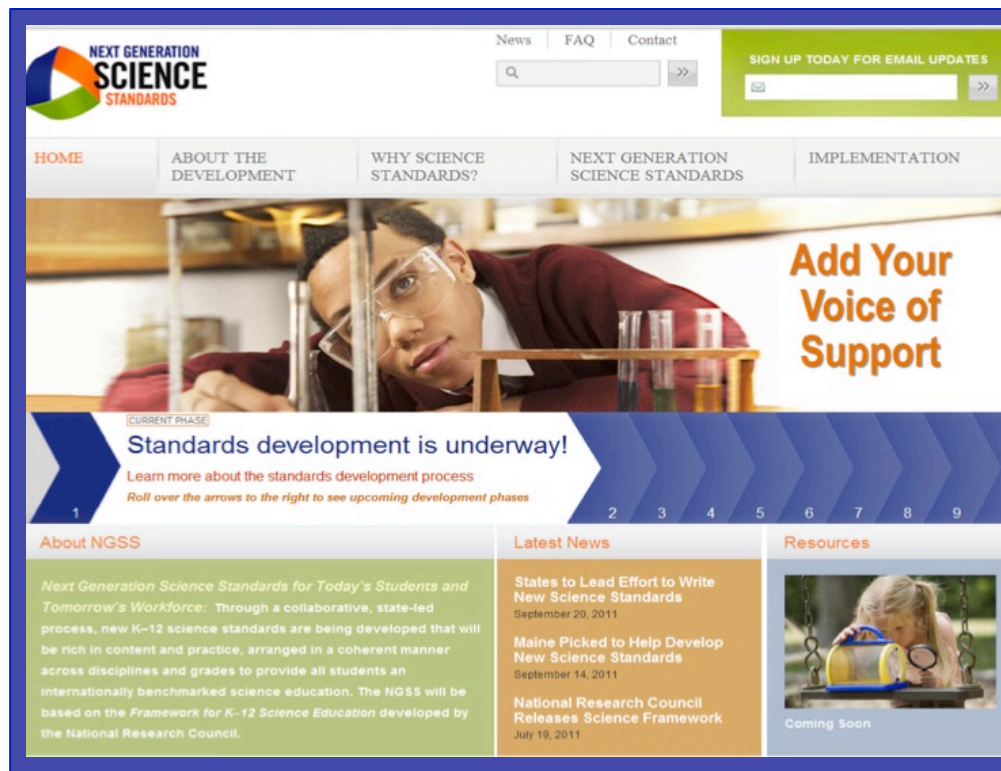 NEXT GENERATION
SCIENCE
STANDARDS
News
FAQ
Contact
SIGN UP TODAY FOR EMAIL UPDATES
HOME
ABOUT THE
DEVELOPMENT
WHY SCIENCE
STANDARDS?
NEXT GENERATION
SCIENCE STANDARDS
IMPLEMENTATION
Add Your
Voice of
Support
CURRENT PHASE
Standards development is underway!
Learn more about the standards development process
Roll over the arrows to the right to see upcoming development phases
1 2 3 4 5 6 7 8 9
About NGSS
Next Generation Science Standards for Today's Students and
Tomorrow's Workforce: Through a collaborative, state-led
process, new K–12 science standards are being developed that will
be rich in content and practice, arranged in a coherent manner
across disciplines and grades to provide all students an
internationally benchmarked science education. The NGSS will be
based on the Framework for K–12 Science Education developed by
the National Research Council.
Latest News
States to Lead Effort to Write
New Science Standards
September 20, 2011
Maine Picked to Help Develop
New Science Standards
September 14, 2011
National Research Council
Releases Science Framework
July 19, 2011
Resources
Coming Soon